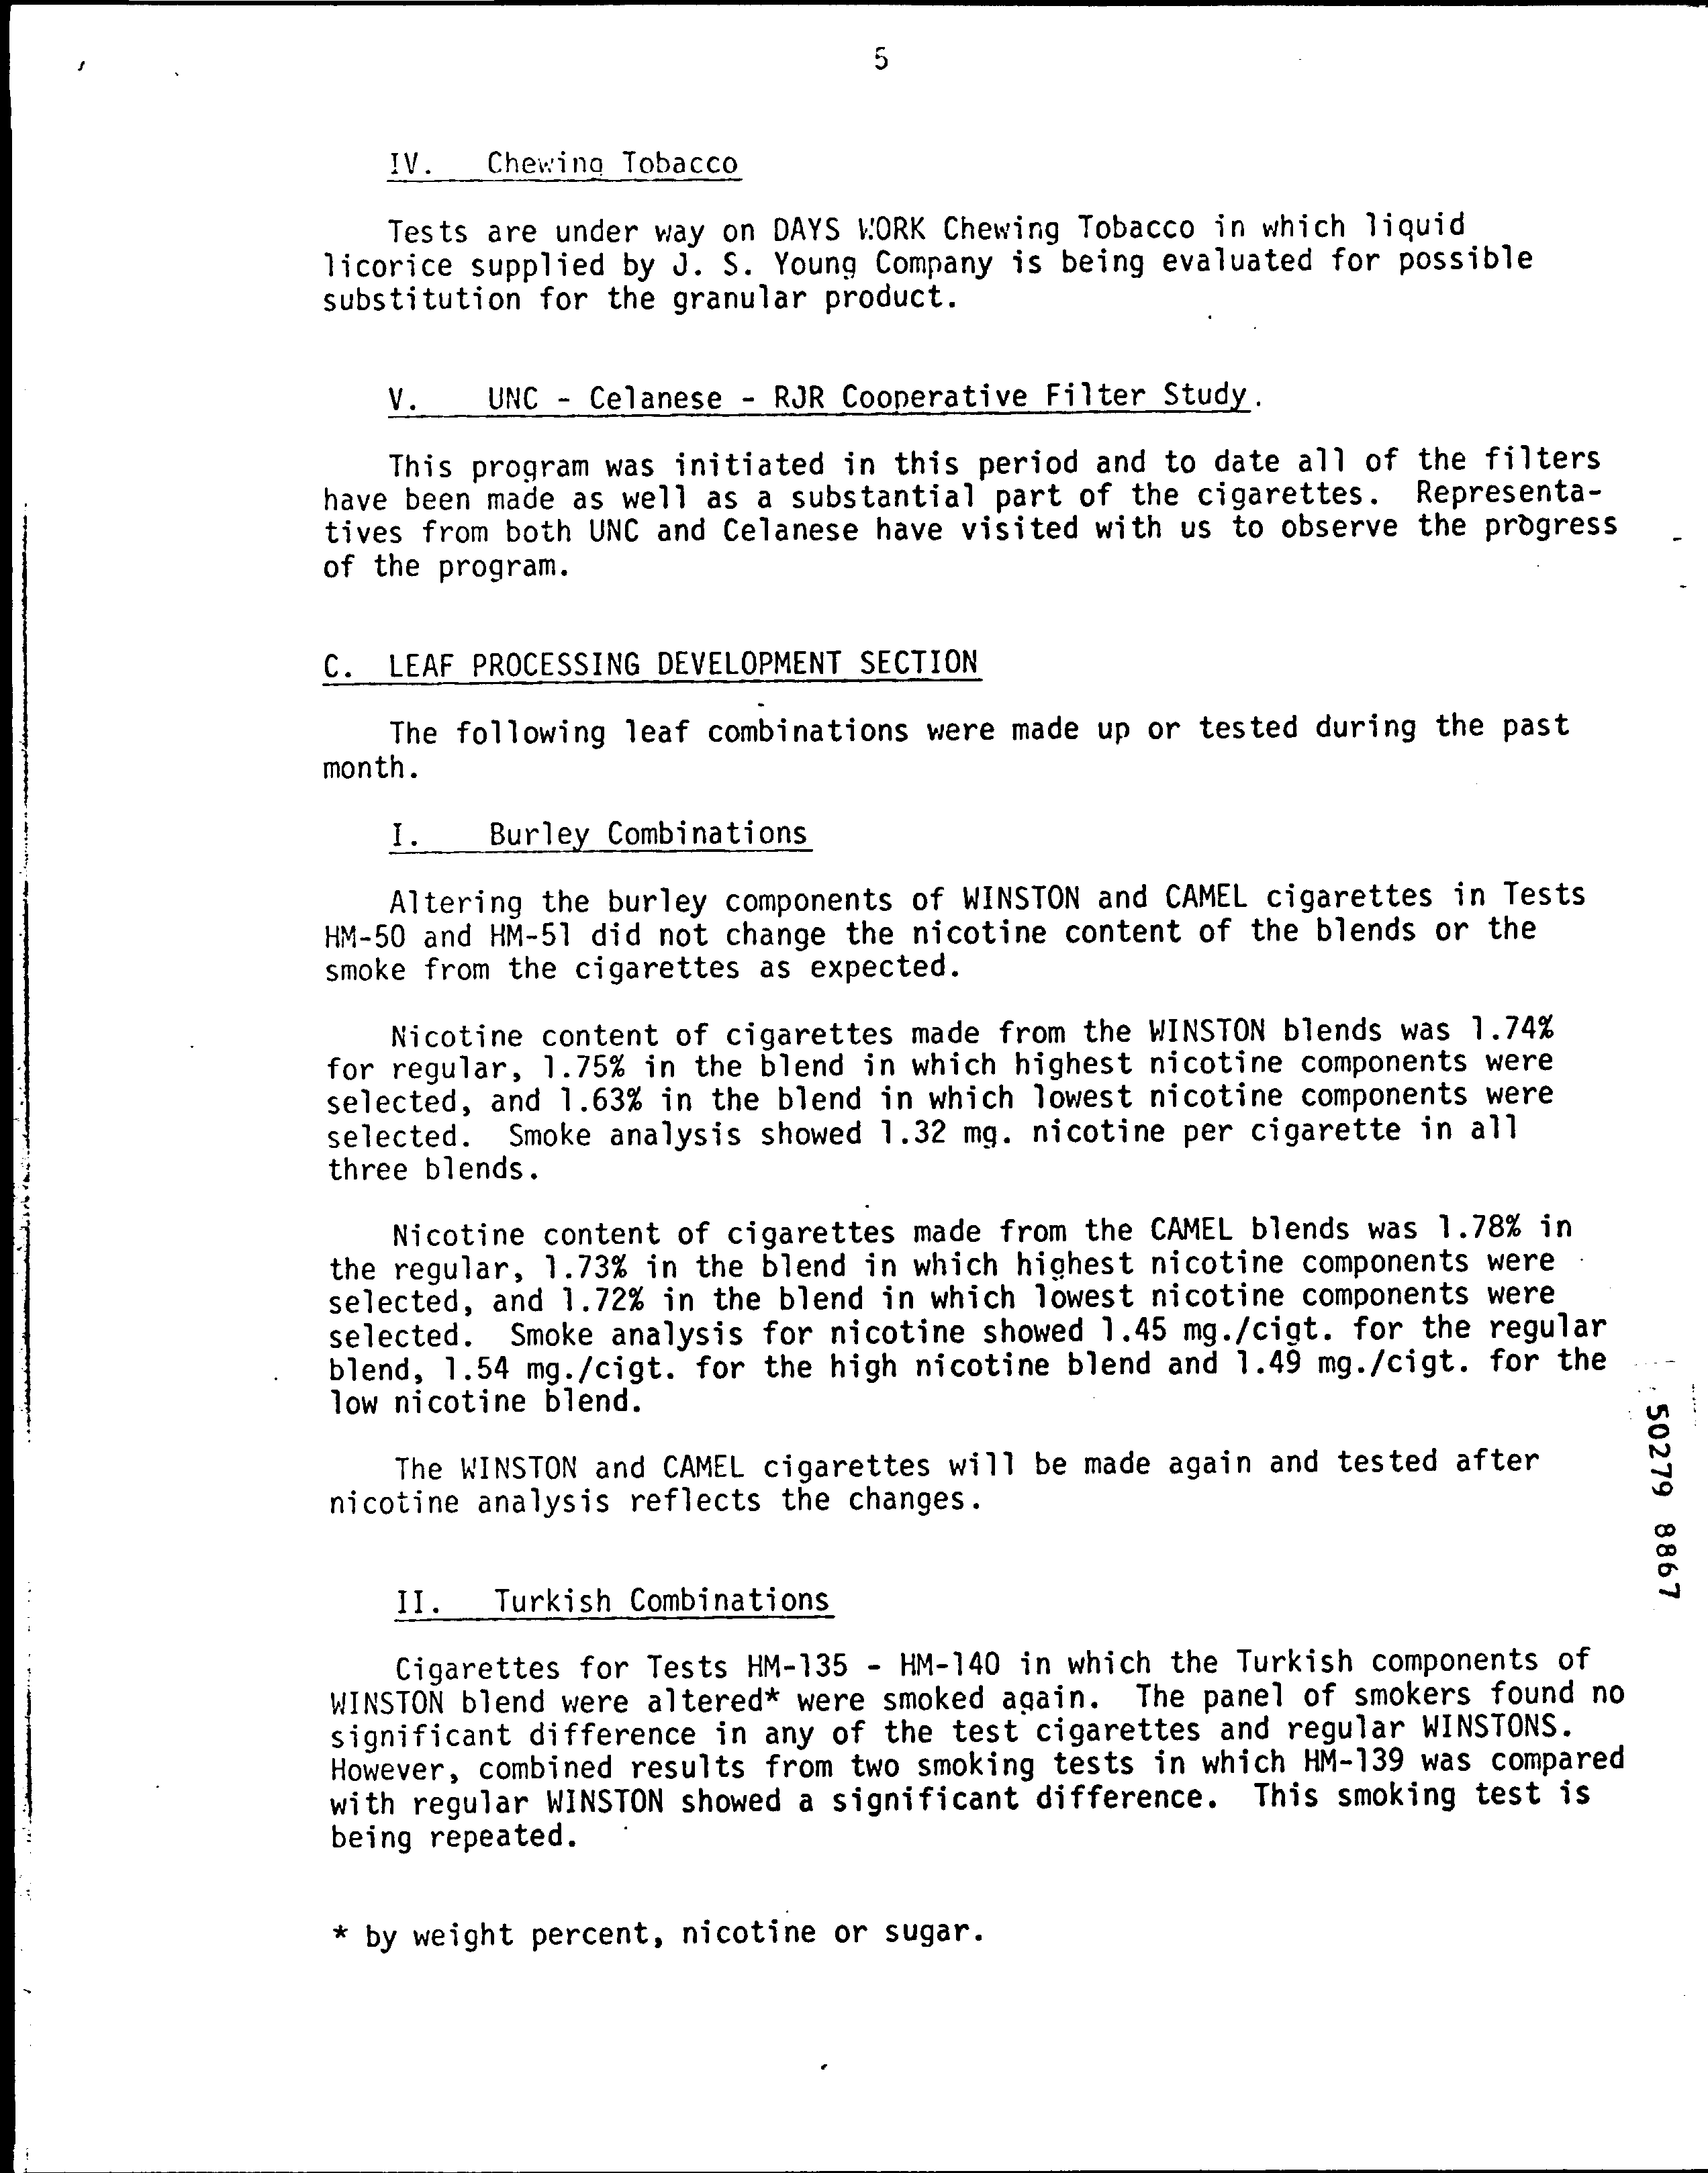 5
IV. Chewing Tobacco
Tests are under way on DAYS WORK Chewing Tobacco in which liquid
licorice supplied by J. S. Young Company is being evaluated for possible
substitution for the granular product.
V. UNC - Celanese - RJR Cooperative Filter Study.
This program was initiated in this period and to date all of the filters
have been made as well as a substantial part of the cigarettes. Representa-
tives from both UNC and Celanese have visited with us to observe the progress
of the program.
C. LEAF PROCESSING DEVELOPMENT SECTION
The following leaf combinations were made up or tested during the past
month.
I. Burley Combinations
Altering the burley components of WINSTON and CAMEL cigarettes in Tests
HM-50 and HM-51 did not change the nicotine content of the blends or the
smoke from the cigarettes as expected.
Nicotine content of cigarettes made from the WINSTON blends was 1.74%
for regular, 1.75% in the blend in which highest nicotine components were
selected, and 1.63% in the blend in which lowest nicotine components were
selected. Smoke analysis showed 1.32 mg. nicotine per cigarette in all
three blends.
Nicotine content of cigarettes made from the CAMEL blends was 1.78% in
the regular, 1.73% in the blend in which highest nicotine components were
selected, and 1.72% in the blend in which lowest nicotine components were
selected. Smoke analysis for nicotine showed 1.45 mg./cigt. for the regular
blend, 1.54 mg./cigt. for the high nicotine blend and 1.49 mg./cigt. for the
low nicotine blend.
The WINSTON and CAMEL cigarettes will be made again and tested after
nicotine analysis reflects the changes.
II. Turkish Combinations
Cigarettes for Tests HM-135 - HM-140 in which the Turkish components of
WINSTON blend were altered* were smoked again. The panel of smokers found no
significant difference in any of the test cigarettes and regular WINSTONS.
However, combined results from two smoking tests in which HM-139 was compared
with regular WINSTON showed a significant difference. This smoking test is
being repeated.
* by weight percent, nicotine or sugar.
50279 8867